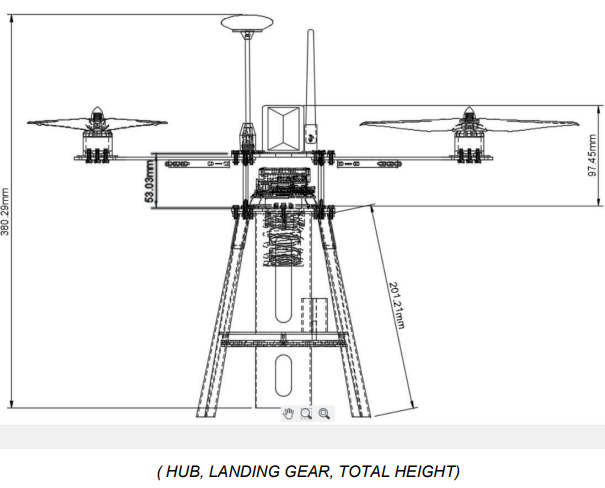 380.29mm
53.03mm
97.45mm
201.21mm
( HUB, LANDING GEAR, TOTAL HEIGHT)